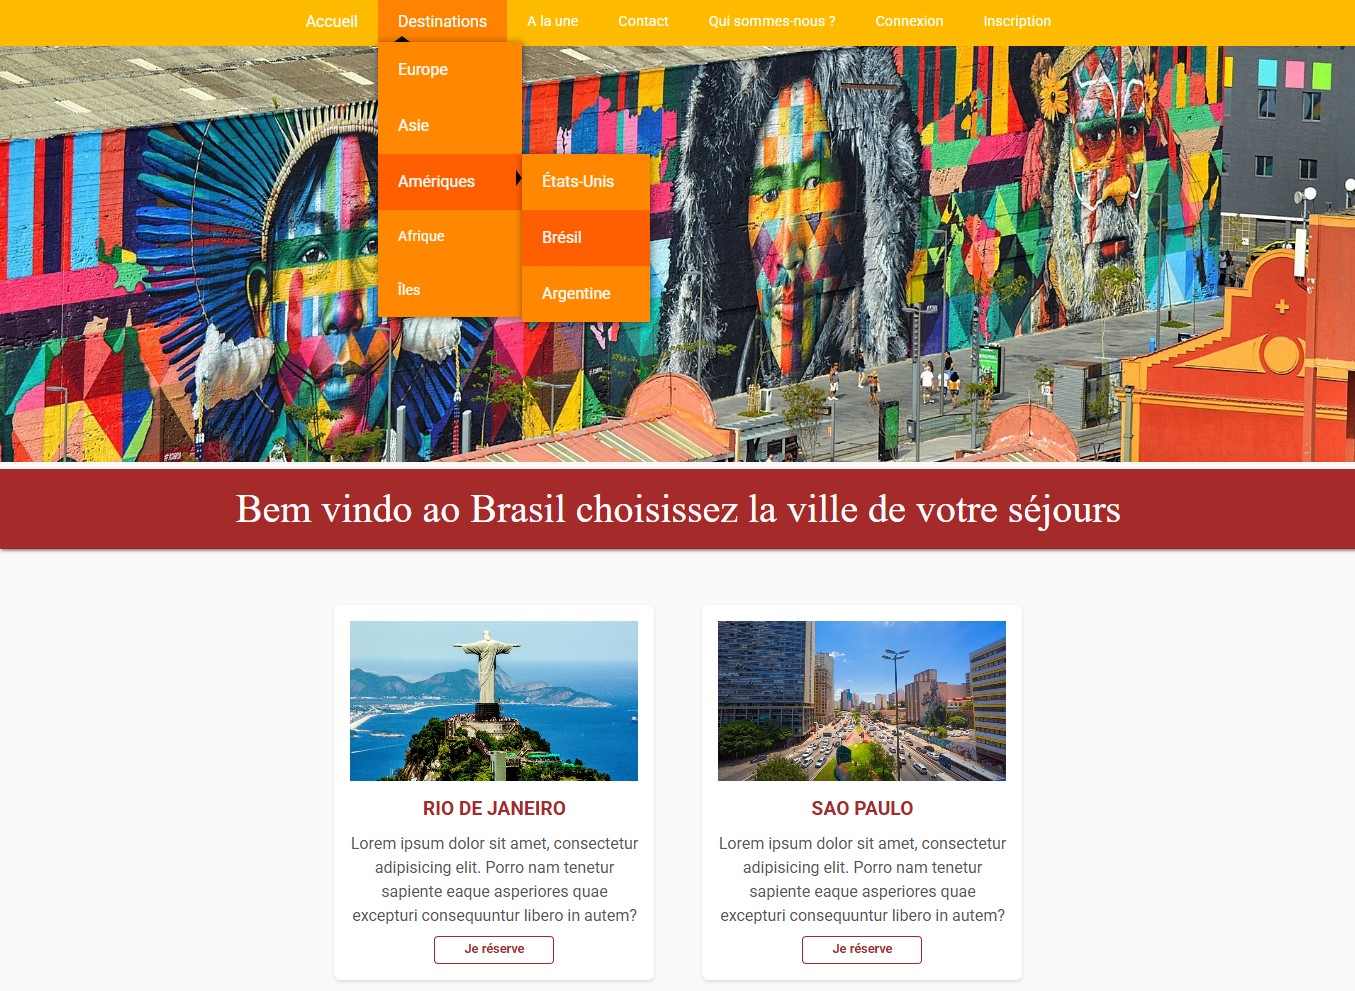 Accueil Destinations A la une Contact Qui sommes-nous ? Connexion Inscription
Europe
Asie
Amériques
Afrique
Îles
États-Unis
Brésil
Argentine
Bem vindo ao Brasil choisissez la ville de votre séjours
RIO DE JANEIRO
Lorem ipsum dolor sit amet, consectetur
adipisicing elit. Porro nam tenetur
sapiente eaque asperiores quae
excepturi consequuntur libero in autem?
Je réserve
SAO PAULO
Lorem ipsum dolor sit amet, consectetur
adipisicing elit. Porro nam tenetur
sapiente eaque asperiores quae
excepturi consequuntur libero in autem?
Je réserve